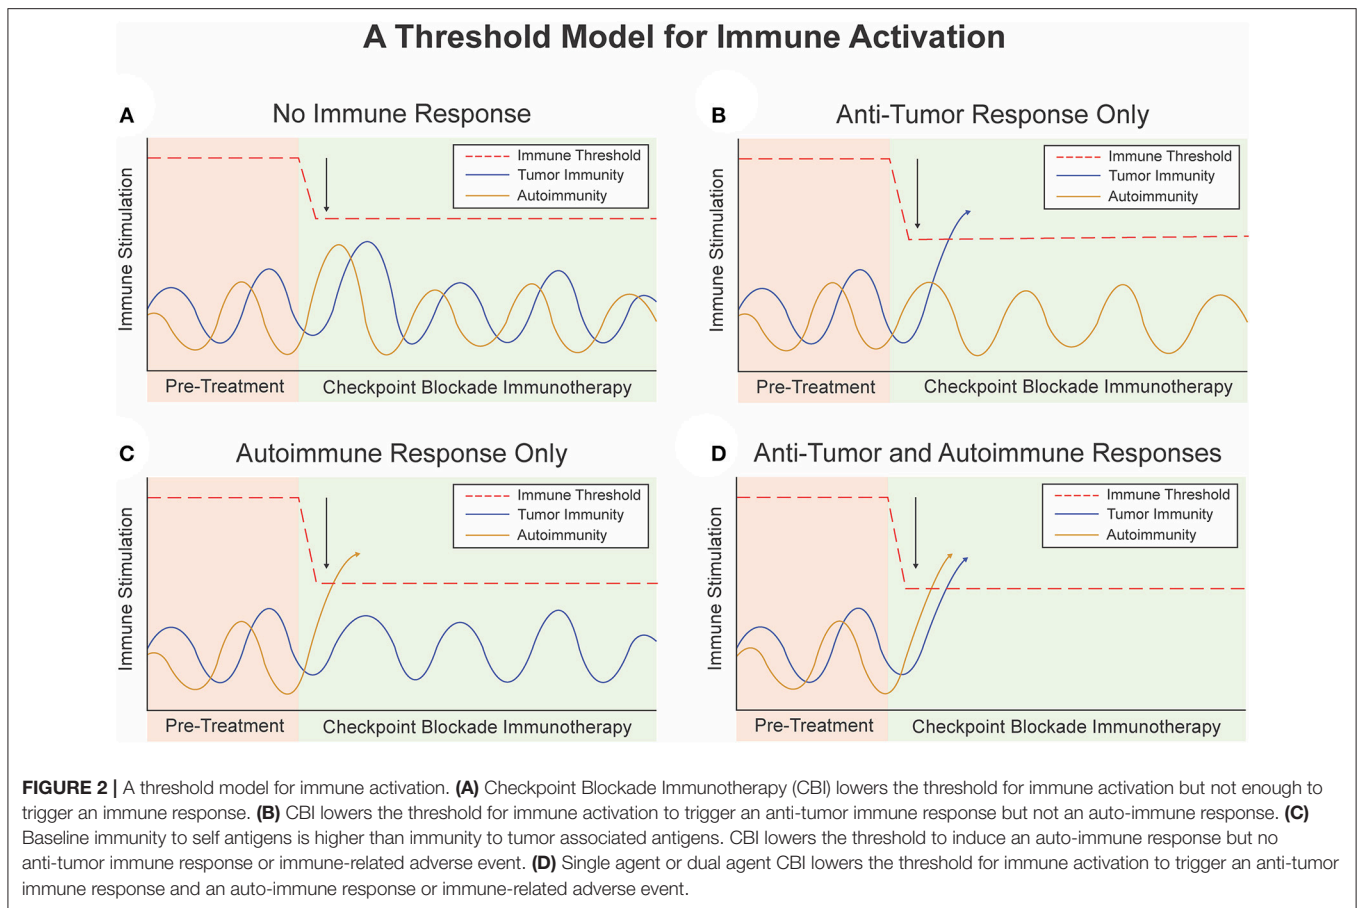 A Threshold Model for Immune Activation
A
No Immune Response
Immune Stimulation
Immune Threshold
Tumor Immunity
Autoimmunity
Pre-Treatment
Checkpoint Blockade Immunotherapy
B
Anti-Tumor Response Only
Immune Stimulation
Immune Threshold
Tumor Immunity
Autoimmunity
Pre-Treatment
Checkpoint Blockade Immunotherapy
C
Autoimmune Response Only
Immune Stimulation
Immune Threshold
Tumor Immunity
Autoimmunity
Pre-Treatment
Checkpoint Blockade Immunotherapy
D
Anti-Tumor and Autoimmune Responses
Immune Stimulation
Immune Threshold
Tumor Immunity
Autoimmunity
Pre-Treatment
Checkpoint Blockade Immunotherapy
FIGURE 2 | A threshold model for immune activation. (A) Checkpoint Blockade Immunotherapy (CBI) lowers the threshold for immune activation but not enough to
trigger an immune response. (B) CBI lowers the threshold for immune activation to trigger an anti-tumor immune response but not an auto-immune response. (C)
Baseline immunity to self antigens is higher than immunity to tumor associated antigens. CBI lowers the threshold to induce an auto-immune response but no
anti-tumor immune response or immune-related adverse event. (D) Single agent or dual agent CBI lowers the threshold for immune activation to trigger an anti-tumor
immune response and an auto-immune response or immune-related adverse event.